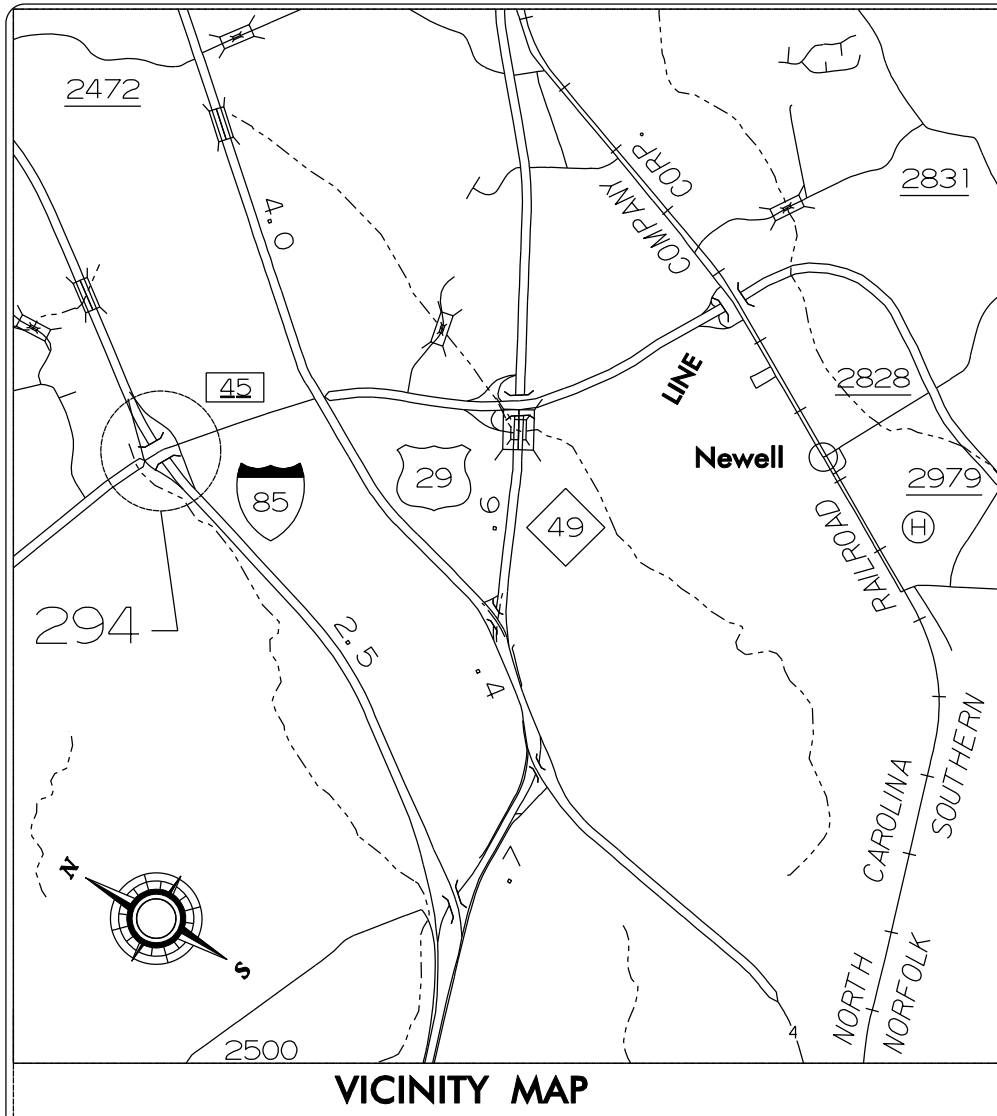 2472
4.0
COMPANY
CORP.
2831
45
LINE
2828
85
29
.6
49
Newell
2979
H
RAILROAD
294
2.5
.4
CAROLINA
SOUTHERN
.7
N
S
NORTH
NORFOLK
4
2500
VICINITY MAP